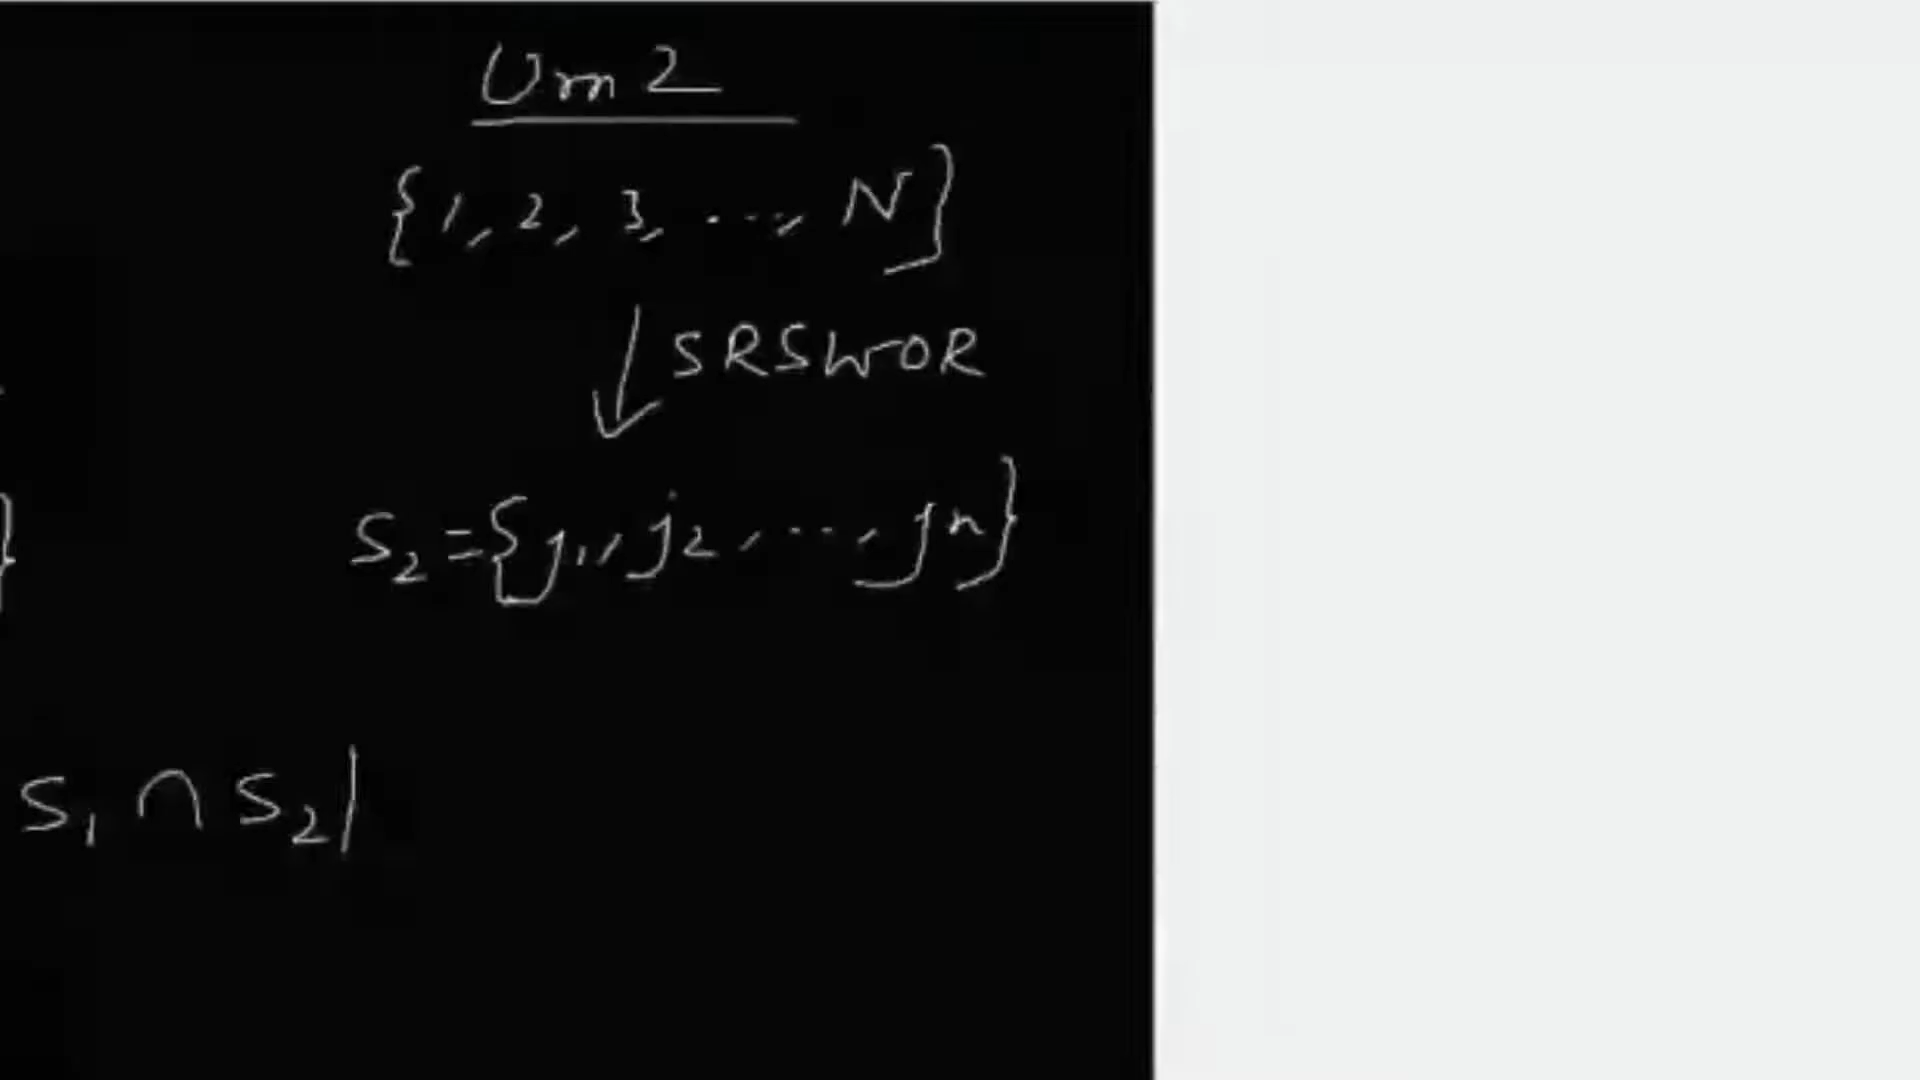 Urn 2
{1, 2, 3, ..., N}
↓ SRSWOR
} S₂ = {j₁, j₂, ..., jn}
S₁ ∩ S₂|